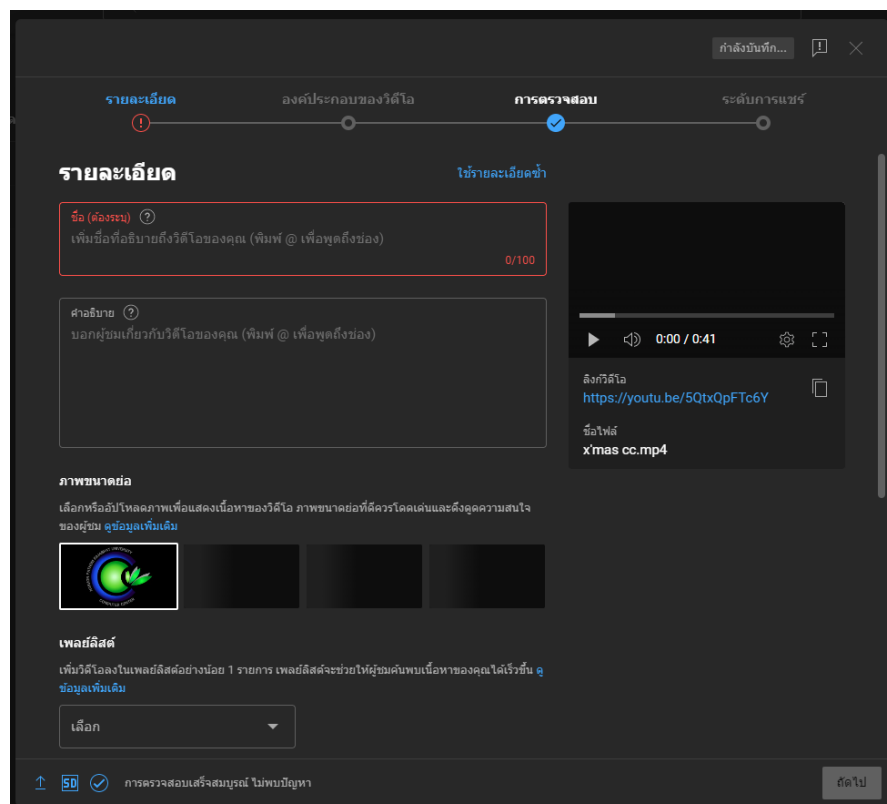 กำลังบันทึก...
รายละเอียด
องค์ประกอบของวิดีโอ
การตรวจสอบ
ระดับการแชร์
รายละเอียด
ใช้รายละเอียดซ้ำ
ชื่อ (ต้องระบุ)
เพิ่มชื่อที่อธิบายถึงวิดีโอของคุณ (พิมพ์ @ เพื่อพูดถึงช่อง)
0/100
คำอธิบาย
บอกผู้ชมเกี่ยวกับวิดีโอของคุณ (พิมพ์ @ เพื่อพูดถึงช่อง)
0:00 / 0:41
ลิงก์วิดีโอ
https://youtu.be/5QtxQpFTc6Y
ชื่อไฟล์
x'mas cc.mp4
ภาพขนาดย่อ
เลือกหรืออัปโหลดภาพเพื่อแสดงเนื้อหาของวิดีโอ ภาพขนาดย่อที่ดีควรโดดเด่นและดึงดูดความสนใจ
ของผู้ชม ดูข้อมูลเพิ่มเติม
COMPUTER CENTER
เพลย์ลิสต์
เพิ่มวิดีโอลงในเพลย์ลิสต์อย่างน้อย 1 รายการ เพลย์ลิสต์จะช่วยให้ผู้ชมค้นพบเนื้อหาของคุณได้เร็วขึ้น ดู
ข้อมูลเพิ่มเติม
เลือก
SD
การตรวจสอบเสร็จสมบูรณ์ ไม่พบปัญหา
ถัดไป